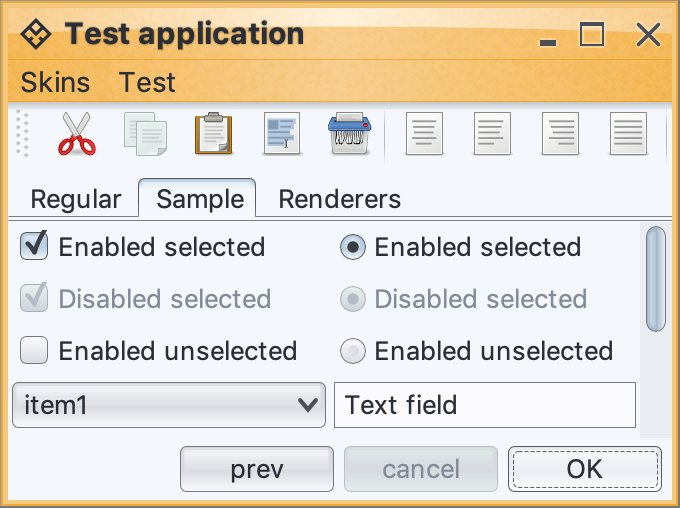 Test application
Skins Test
Regular Sample Renderers
Enabled selected Enabled selected
Disabled selected Disabled selected
Enabled unselected Enabled unselected
item1 Text field
prev cancel OK